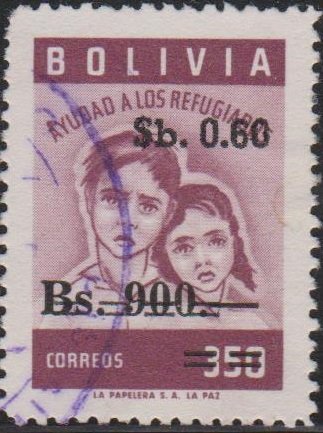 BOLIVIA
AYUDAD A LOS REFUGIADOS
$b. 0.60
Bs. 900.—
CORREOS 350
LA PAPELERA S. A. LA PAZ